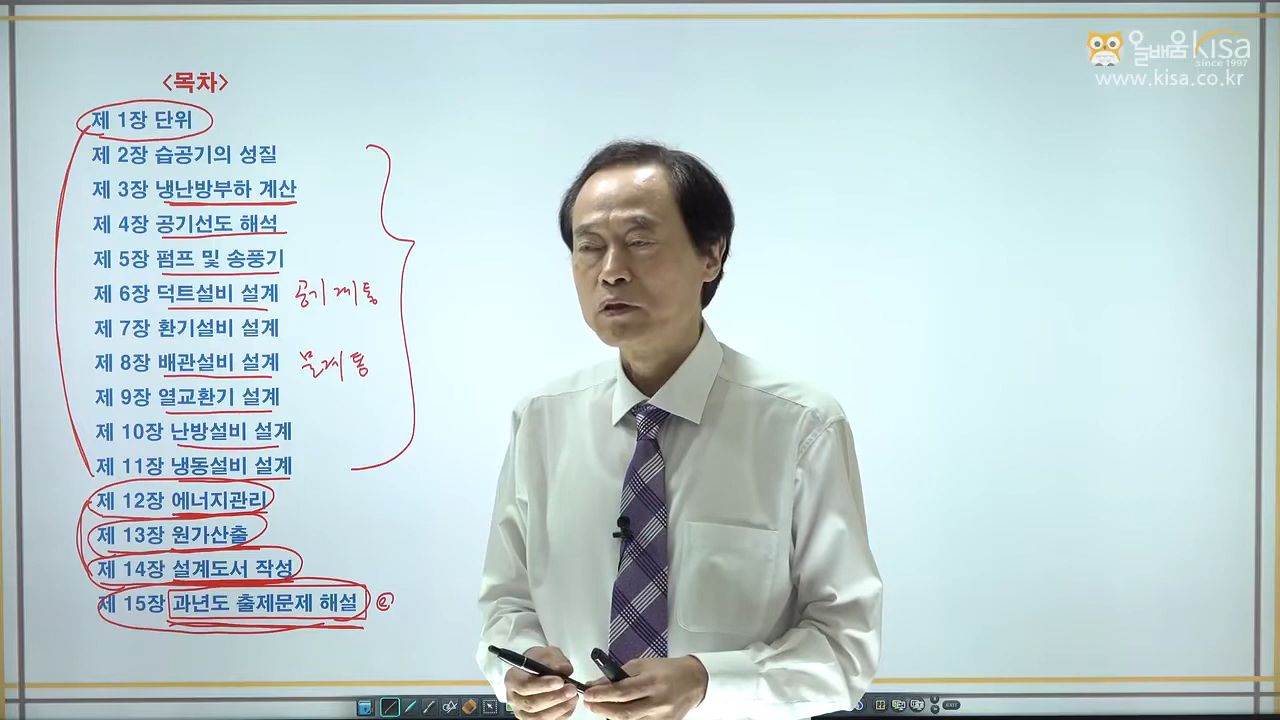 올배움 kisa
since 1997
www.kisa.co.kr
<목차>
제 1장 단위
제 2장 습공기의 성질
제 3장 냉난방부하 계산
제 4장 공기선도 해석
제 5장 펌프 및 송풍기
제 6장 덕트설비 설계 공기 계통
제 7장 환기설비 설계
제 8장 배관설비 설계 물계통
제 9장 열교환기 설계
제 10장 난방설비 설계
제 11장 냉동설비 설계
제 12장 에너지관리
제 13장 원가산출
제 14장 설계도서 작성
제 15장 과년도 출제문제 해설